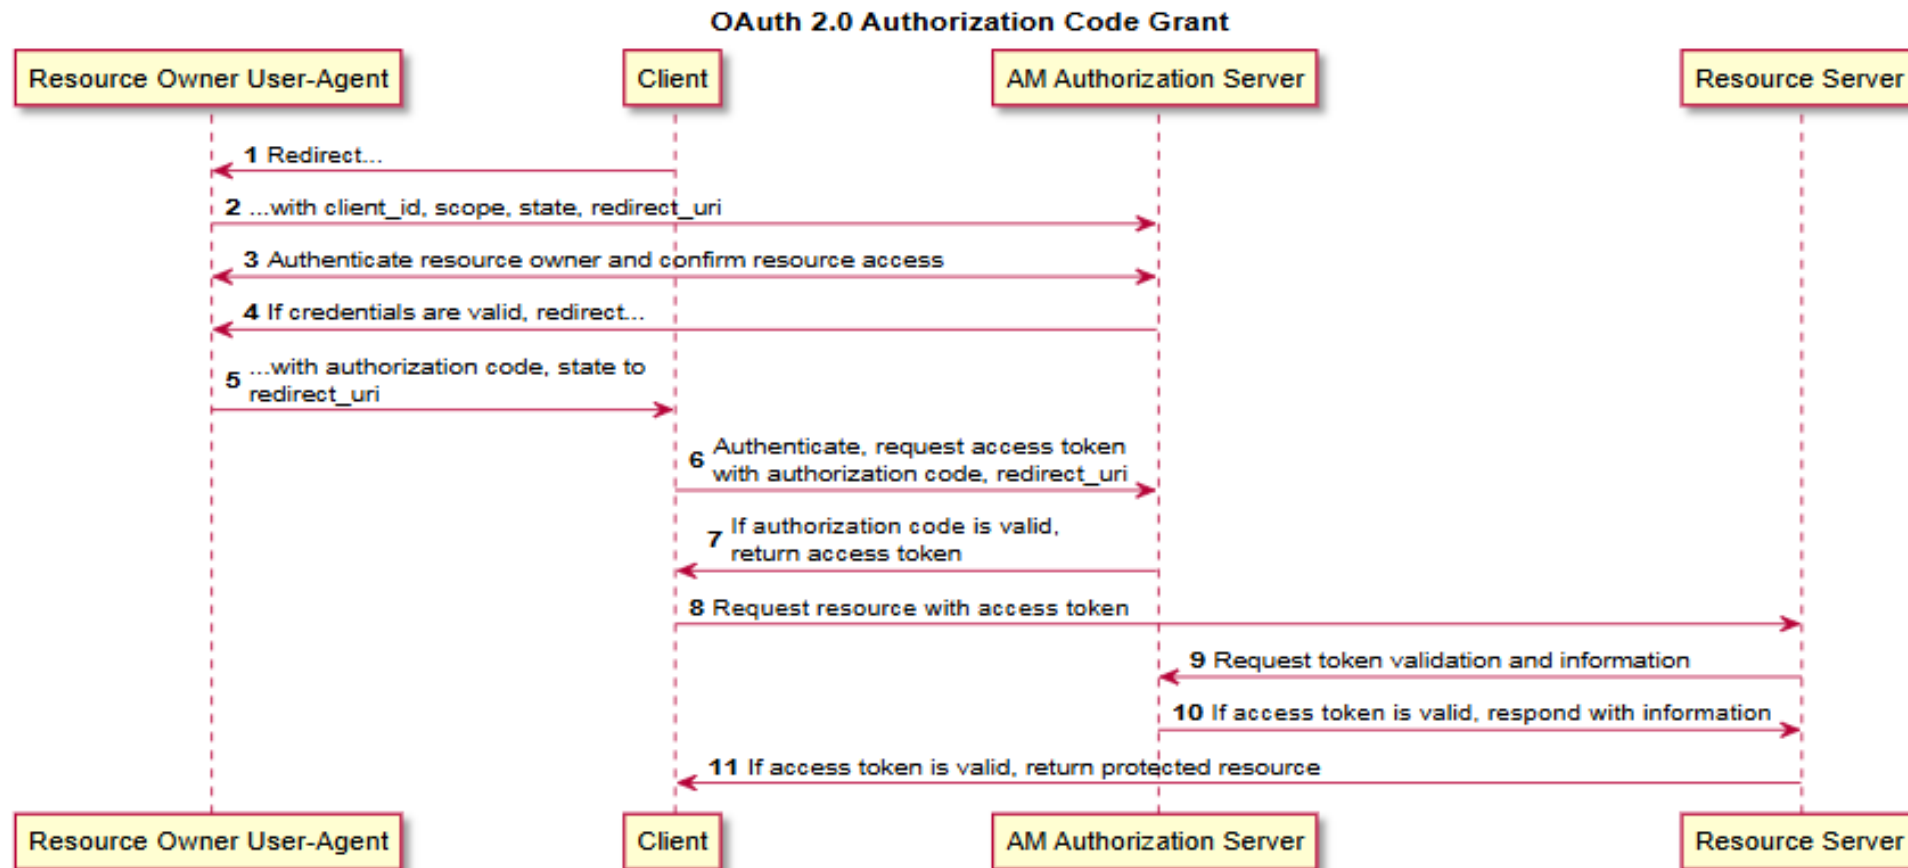 OAuth 2.0 Authorization Code Grant
Resource Owner User-Agent
Client
AM Authorization Server
Resource Server
1 Redirect...
2 ...with client_id, scope, state, redirect_uri
3 Authenticate resource owner and confirm resource access
4 If credentials are valid, redirect...
5 ...with authorization code, state to
redirect_uri
6 Authenticate, request access token
with authorization code, redirect_uri
7 If authorization code is valid,
return access token
8 Request resource with access token
9 Request token validation and information
10 If access token is valid, respond with information
11 If access token is valid, return protected resource
Resource Owner User-Agent
Client
AM Authorization Server
Resource Server